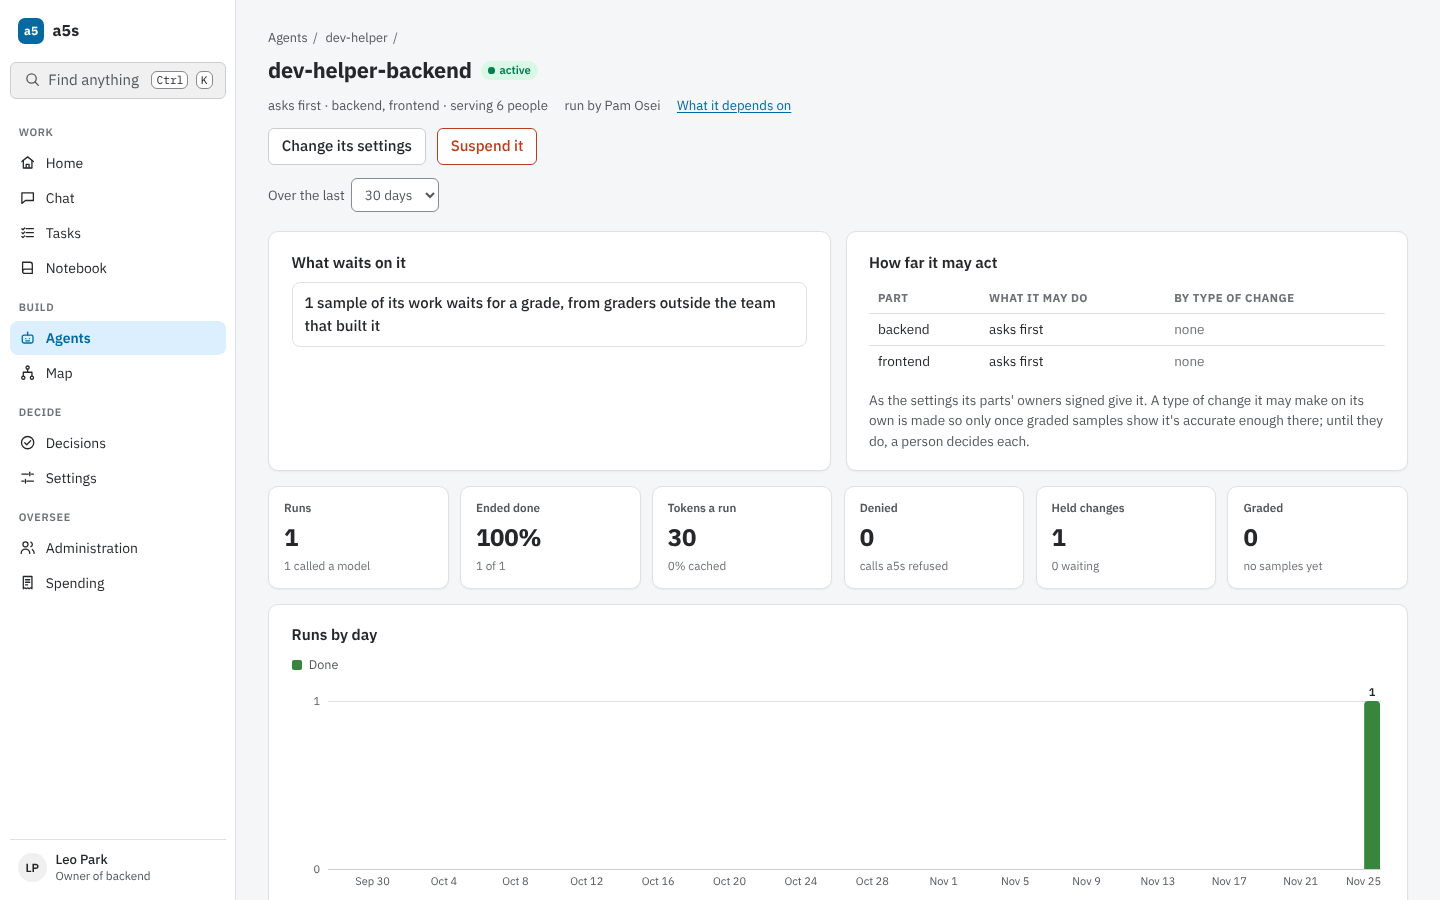 a5 a5s
Find anything Ctrl K
WORK
Home
Chat
Tasks
Notebook
BUILD
Agents
Map
DECIDE
Decisions
Settings
OVERSEE
Administration
Spending
LP Leo Park
Owner of backend
Agents / dev-helper /
dev-helper-backend active
asks first · backend, frontend · serving 6 people run by Pam Osei What it depends on
Change its settings Suspend it
Over the last 30 days
What waits on it
1 sample of its work waits for a grade, from graders outside the team
that built it
How far it may act
PART WHAT IT MAY DO BY TYPE OF CHANGE
backend asks first none
frontend asks first none
As the settings its parts' owners signed give it. A type of change it may make on its
own is made so only once graded samples show it's accurate enough there; until they
do, a person decides each.
Runs
1
1 called a model
Ended done
100%
1 of 1
Tokens a run
30
0% cached
Denied
0
calls a5s refused
Held changes
1
0 waiting
Graded
0
no samples yet
Runs by day
Done
1
1
0
Sep 30 Oct 4 Oct 8 Oct 12 Oct 16 Oct 20 Oct 24 Oct 28 Nov 1 Nov 5 Nov 9 Nov 13 Nov 17 Nov 21 Nov 25